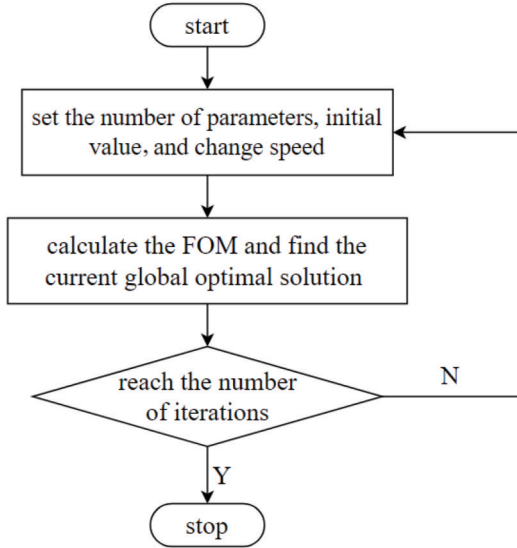 start
set the number of parameters, initial
value, and change speed
calculate the FOM and find the
current global optimal solution
reach the number
of iterations
N
Y
stop